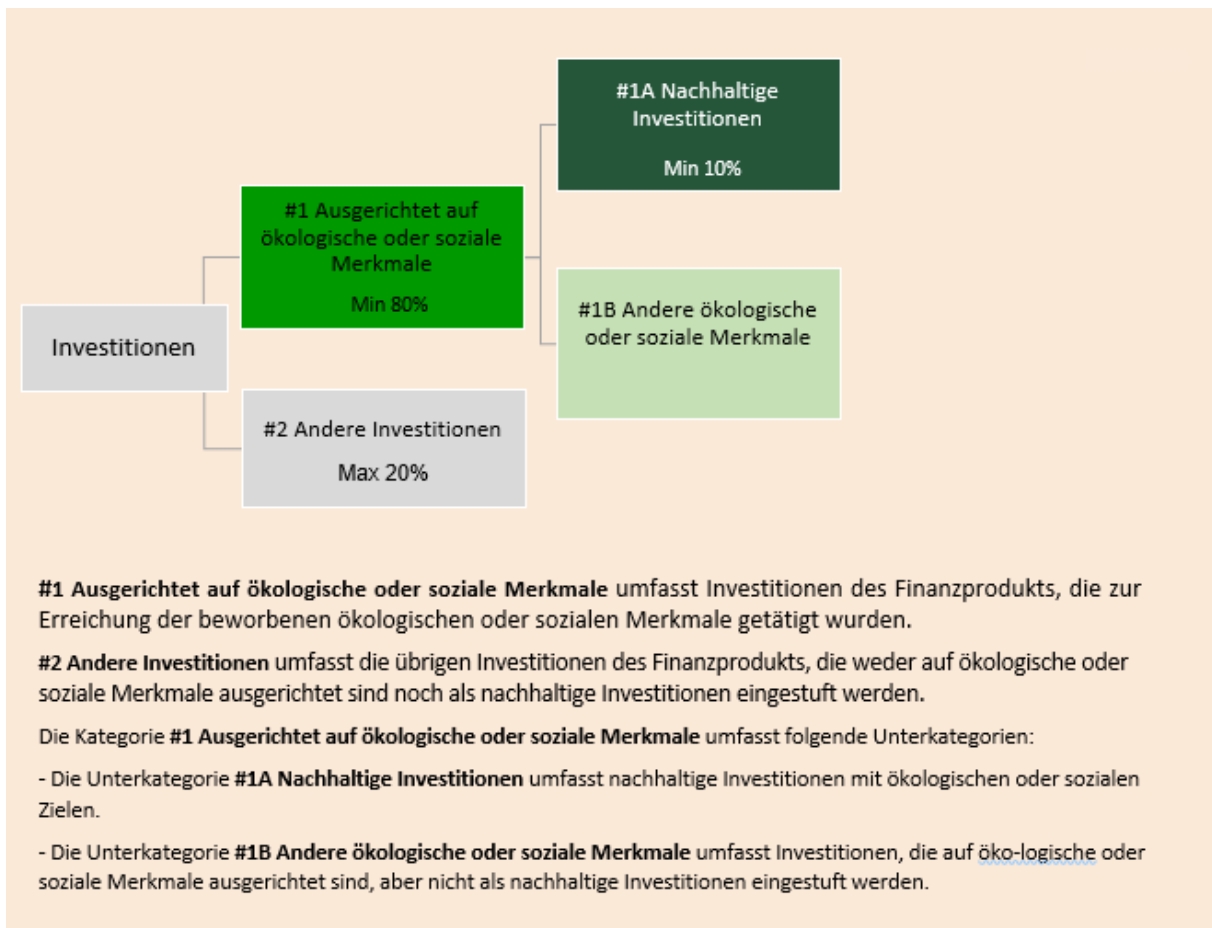 #1A Nachhaltige
Investitionen
Min 10%
#1 Ausgerichtet auf
ökologische oder soziale
Merkmale
Min 80%
#1B Andere ökologische
oder soziale Merkmale
Investitionen
#2 Andere Investitionen
Max 20%
#1 Ausgerichtet auf ökologische oder soziale Merkmale umfasst Investitionen des Finanzprodukts, die zur
Erreichung der beworbenen ökologischen oder sozialen Merkmale getätigt wurden.
#2 Andere Investitionen umfasst die übrigen Investitionen des Finanzprodukts, die weder auf ökologische oder
soziale Merkmale ausgerichtet sind noch als nachhaltige Investitionen eingestuft werden.
Die Kategorie #1 Ausgerichtet auf ökologische oder soziale Merkmale umfasst folgende Unterkategorien:
- Die Unterkategorie #1A Nachhaltige Investitionen umfasst nachhaltige Investitionen mit ökologischen oder sozialen
Zielen.
- Die Unterkategorie #1B Andere ökologische oder soziale Merkmale umfasst Investitionen, die auf öko-logische oder
soziale Merkmale ausgerichtet sind, aber nicht als nachhaltige Investitionen eingestuft werden.